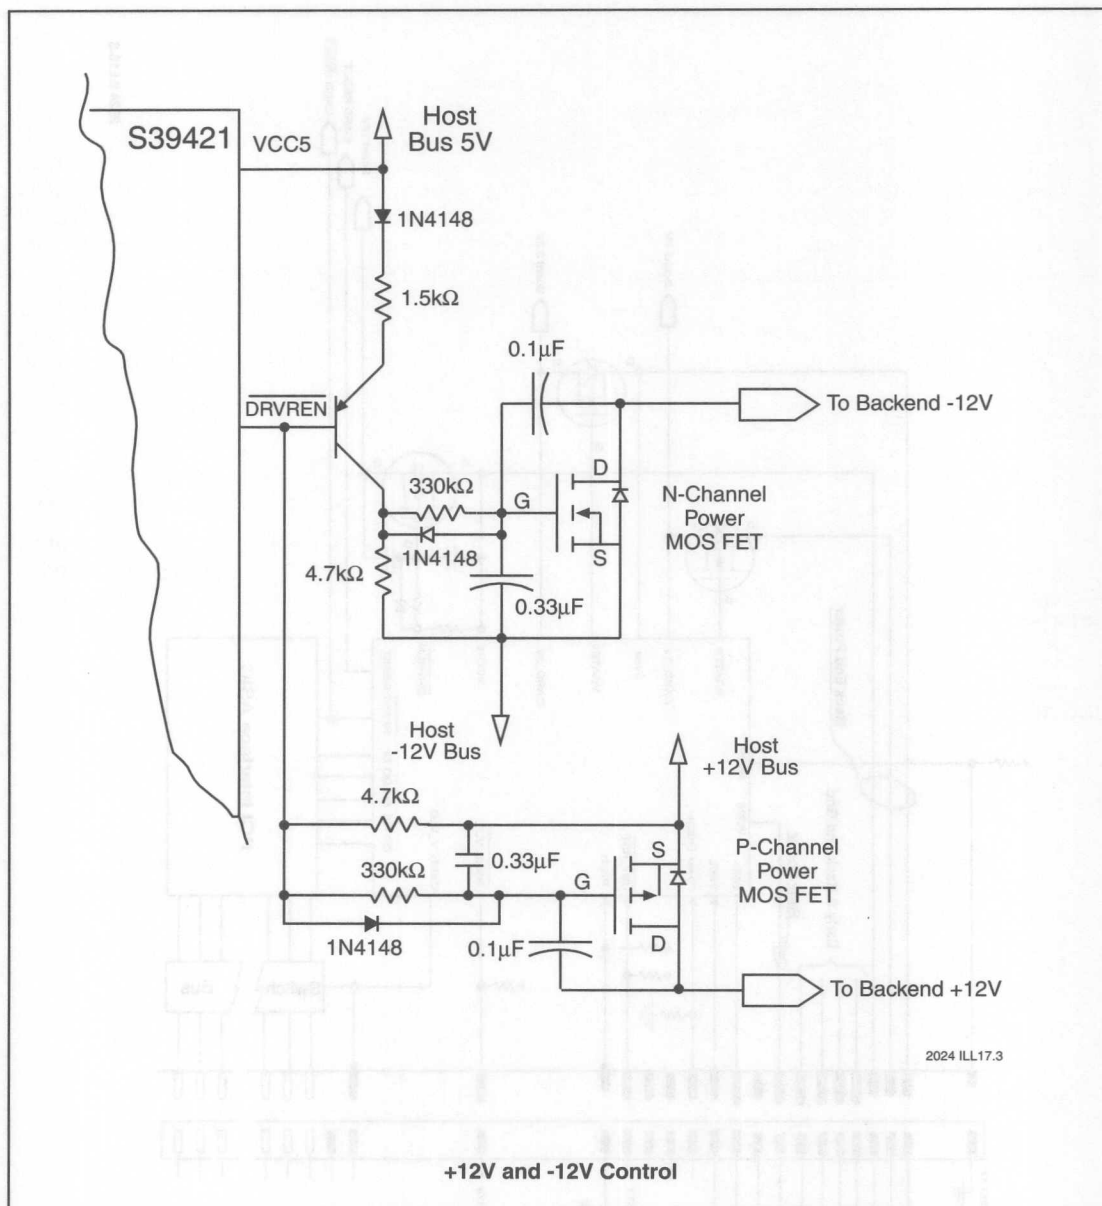 S39421
VCC5
Host
Bus 5V
1N4148
1.5kΩ
0.1µF
DRVREN
To Backend -12V
330kΩ
G
D
N-Channel
Power
MOS FET
1N4148
S
4.7kΩ
0.33µF
Host
-12V Bus
Host
+12V Bus
4.7kΩ
0.33µF
S
P-Channel
Power
MOS FET
330kΩ
G
1N4148
0.1µF
D
To Backend +12V
2024 ILL17.3
+12V and -12V Control